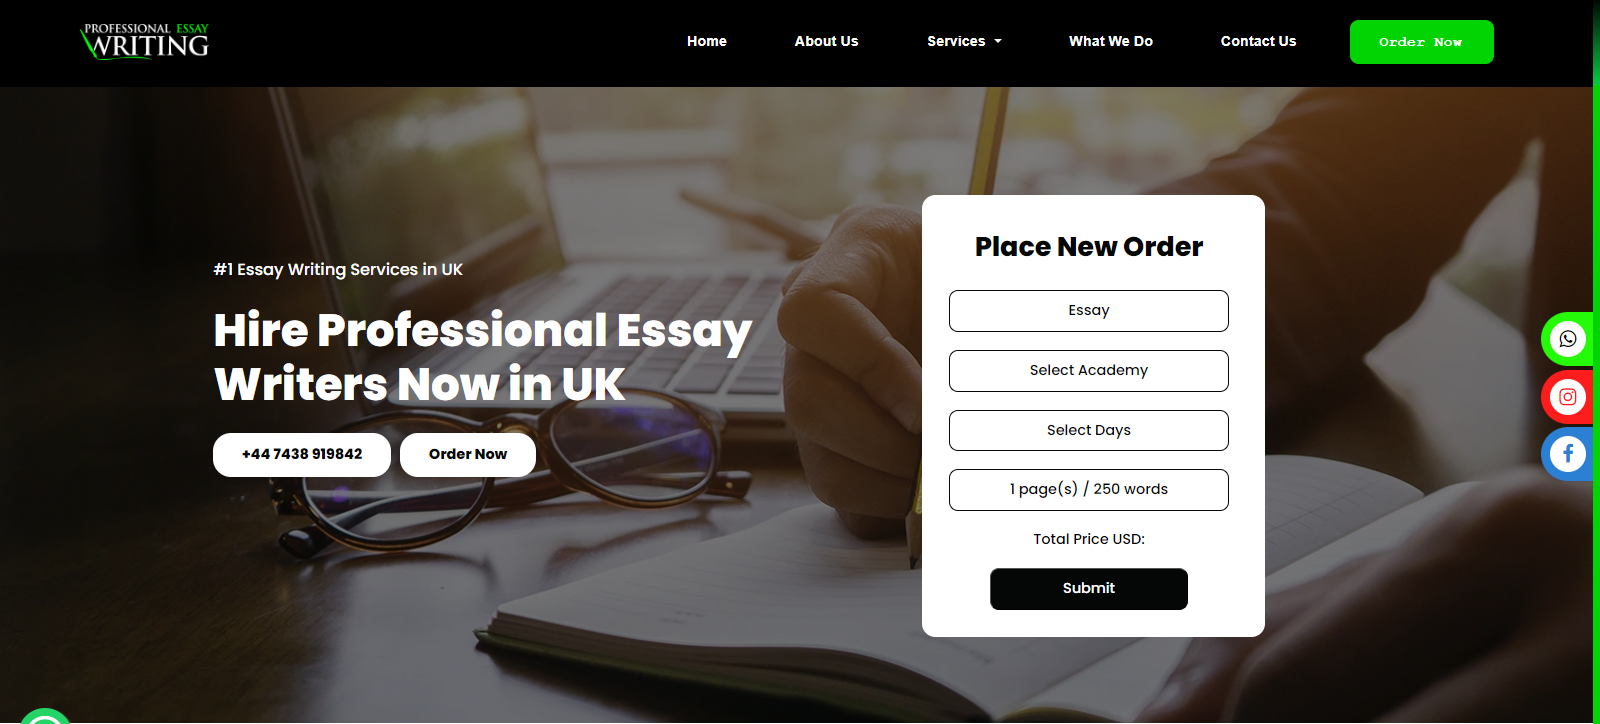 PROFESSIONAL ESSAY
WRITING
Home
About Us
Services
What We Do
Contact Us
Order Now
#1 Essay Writing Services in UK
Hire Professional Essay
Writers Now in UK
+44 7438 919842
Order Now
Place New Order
Essay
Select Academy
Select Days
1 page(s) / 250 words
Total Price USD:
Submit